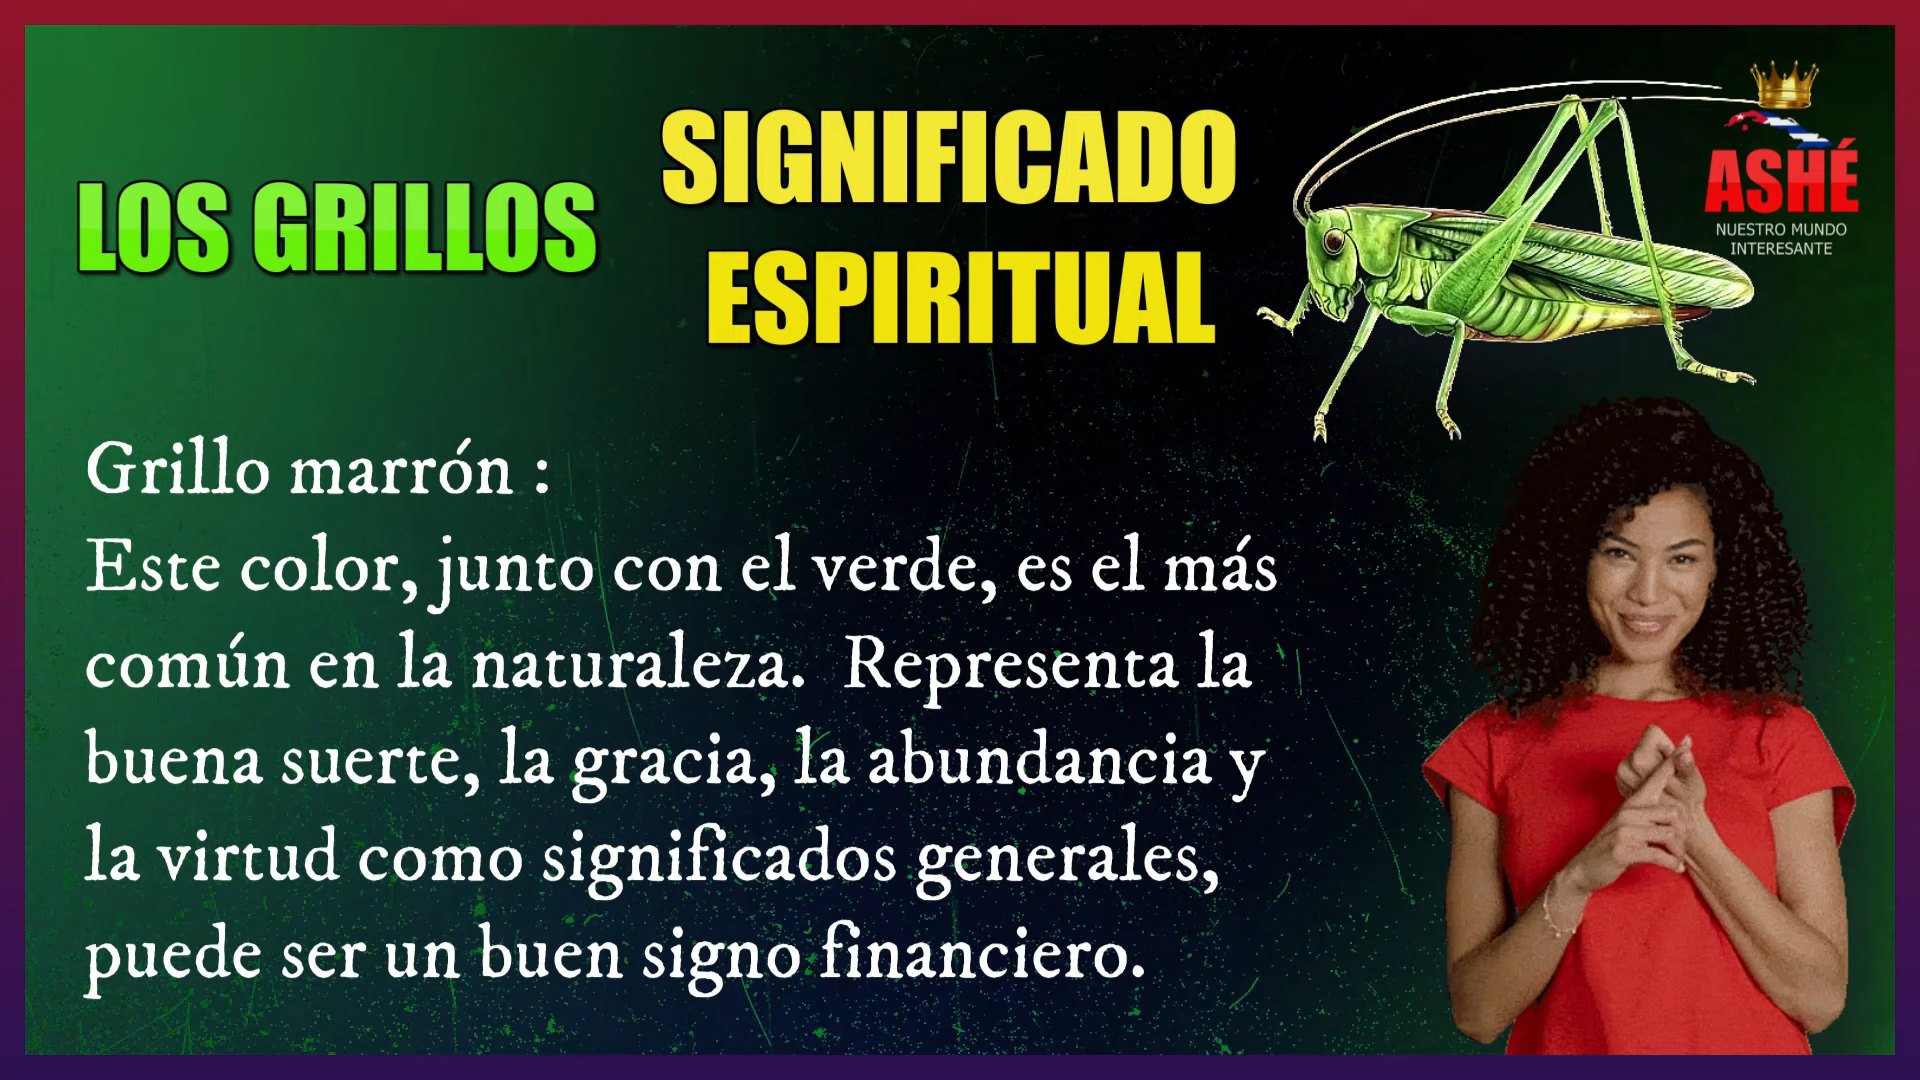 LOS GRILLOS
SIGNIFICADO
ESPIRITUAL
ASHÉ
NUESTRO MUNDO
INTERESANTE
Grillo marrón :
Este color, junto con el verde, es el más
común en la naturaleza. Representa la
buena suerte, la gracia, la abundancia y
la virtud como significados generales,
puede ser un buen signo financiero.